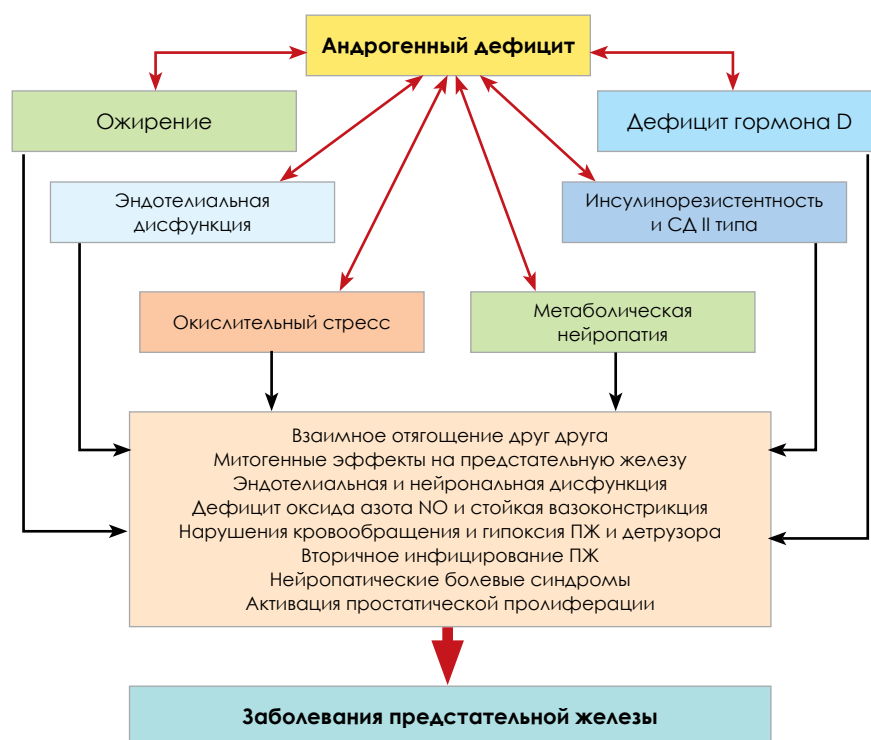 Андрогенный дефицит
Ожирение
Дефицит гормона D
Эндотелиальная
дисфункция
Инсулинорезистентность
и СД II типа
Окислительный стресс
Метаболическая
нейропатия
Взаимное отягощение друг друга
Митогенные эффекты на предстательную железу
Эндотелиальная и нейрональная дисфункция
Дефицит оксида азота NO и стойкая вазоконстрикция
Нарушения кровообращения и гипоксия ПЖ и детрузора
Вторичное инфицирование ПЖ
Нейропатические болевые синдромы
Активация простатической пролиферации
Заболевания предстательной железы